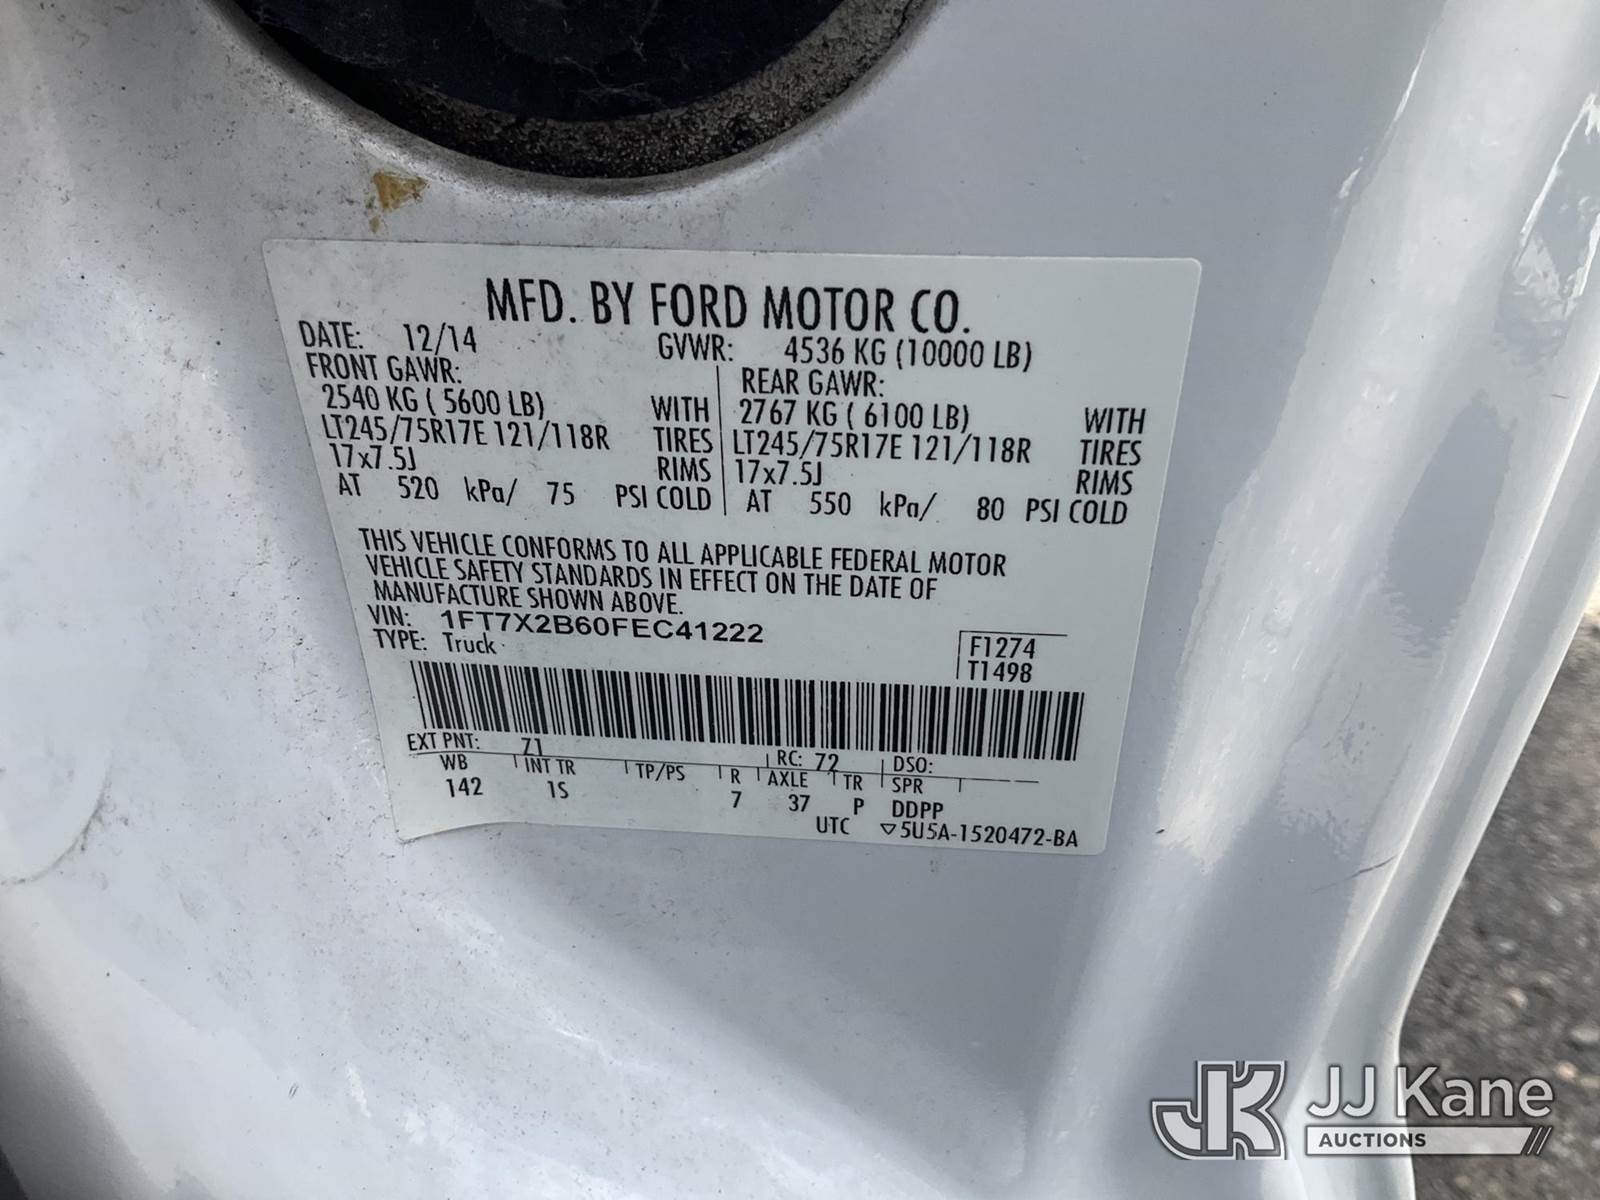 MFD. BY FORD MOTOR CO.
DATE: 12/14 GVWR: 4536 KG (10000 LB)
FRONT GAWR: REAR GAWR:
2540 KG ( 5600 LB) WITH 2767 KG ( 6100 LB) WITH
LT245/75R17E 121/118R TIRES LT245/75R17E 121/118R TIRES
17x7.5J RIMS 17x7.5J RIMS
AT 520 kPa/ 75 PSI COLD AT 550 kPa/ 80 PSI COLD
THIS VEHICLE CONFORMS TO ALL APPLICABLE FEDERAL MOTOR
VEHICLE SAFETY STANDARDS IN EFFECT ON THE DATE OF
MANUFACTURE SHOWN ABOVE.
VIN: 1FT7X2B60FEC41222
TYPE: Truck
F1274
T1498
EXT PNT: 71 RC: 72 DSO:
WB INT TR TP/PS R AXLE TR SPR
142 1S 7 37 P DDPP
UTC ▽5U5A-1520472-BA
JK JJ Kane
AUCTIONS